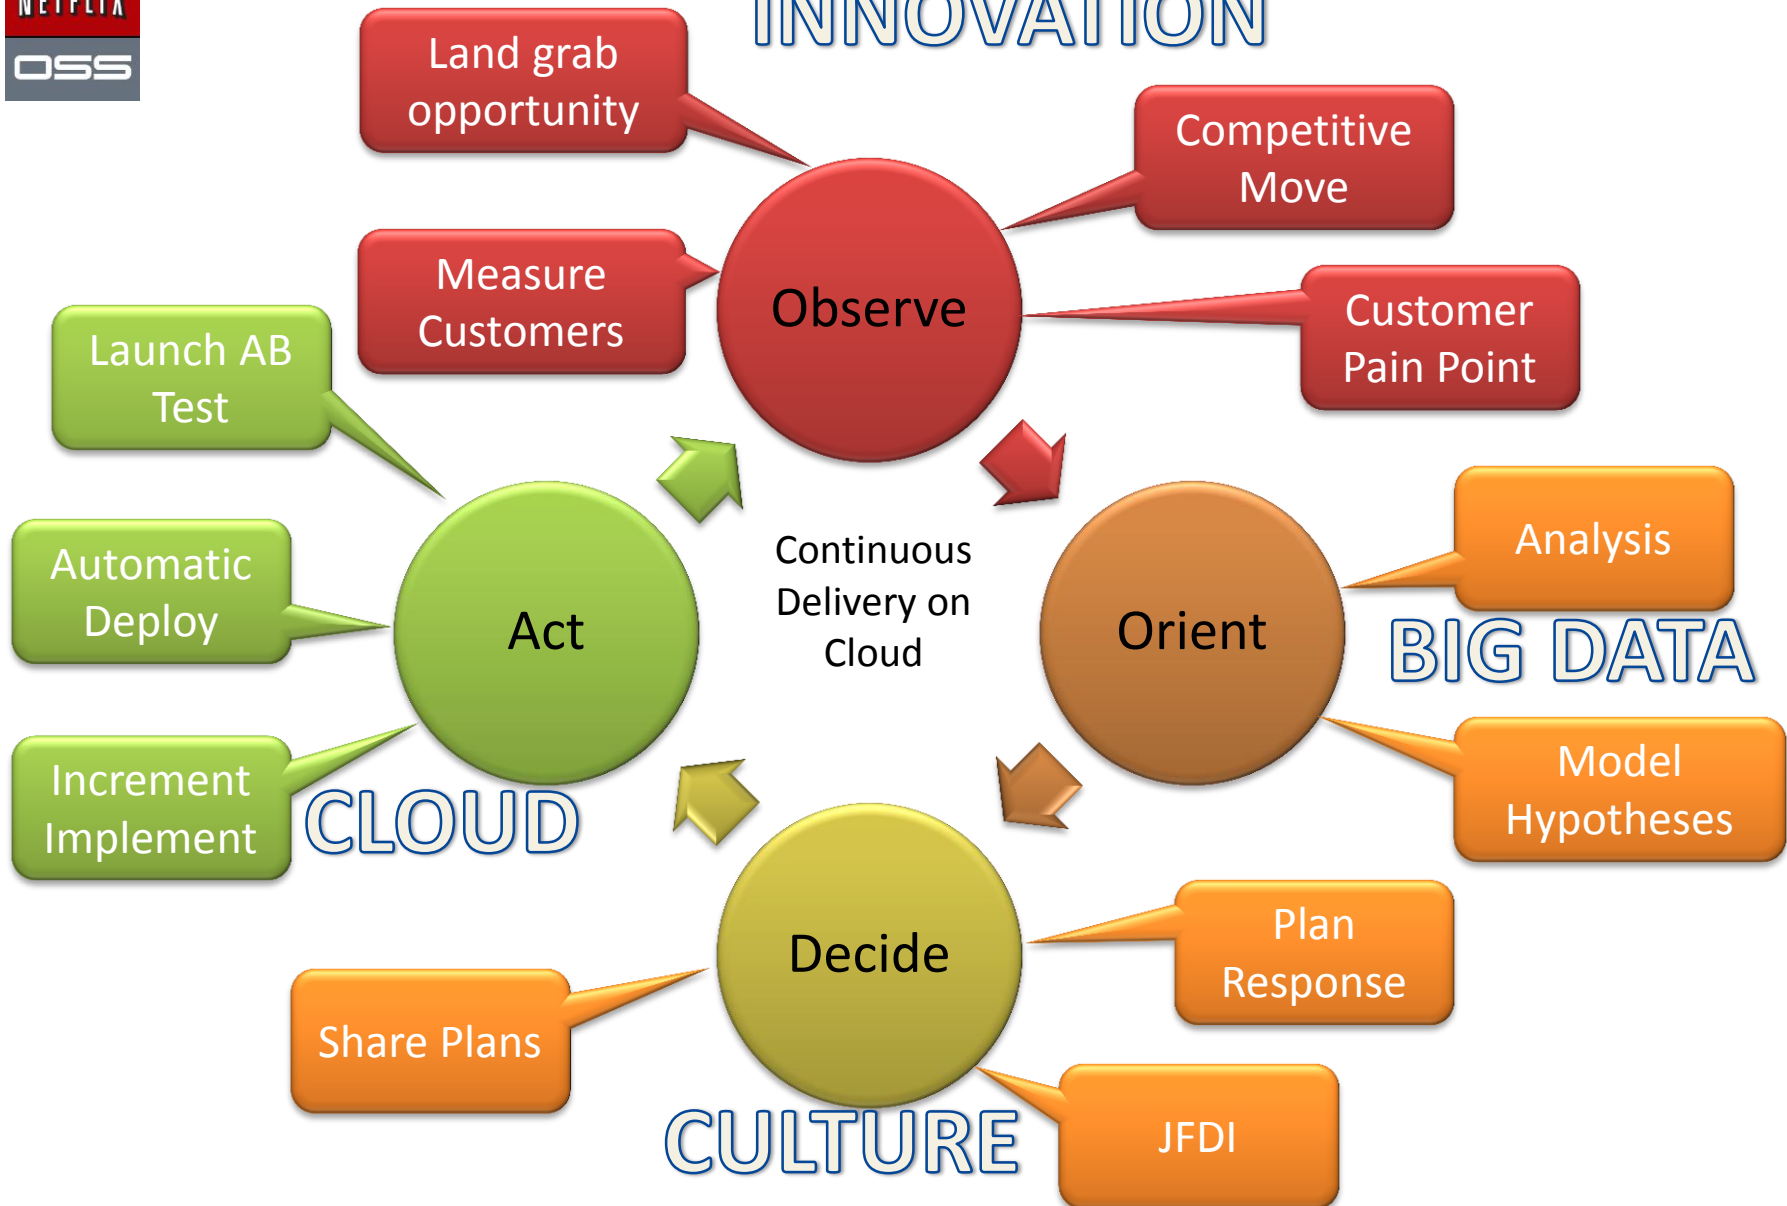 NETFLIX
OSS
INNOVATION
Land grab
opportunity
Competitive
Move
Measure
Customers
Observe
Customer
Pain Point
Launch AB
Test
Automatic
Deploy
Act
Continuous
Delivery on
Cloud
Orient
Analysis
BIG DATA
Increment
Implement
CLOUD
Model
Hypotheses
Decide
Plan
Response
Share Plans
CULTURE
JFDI